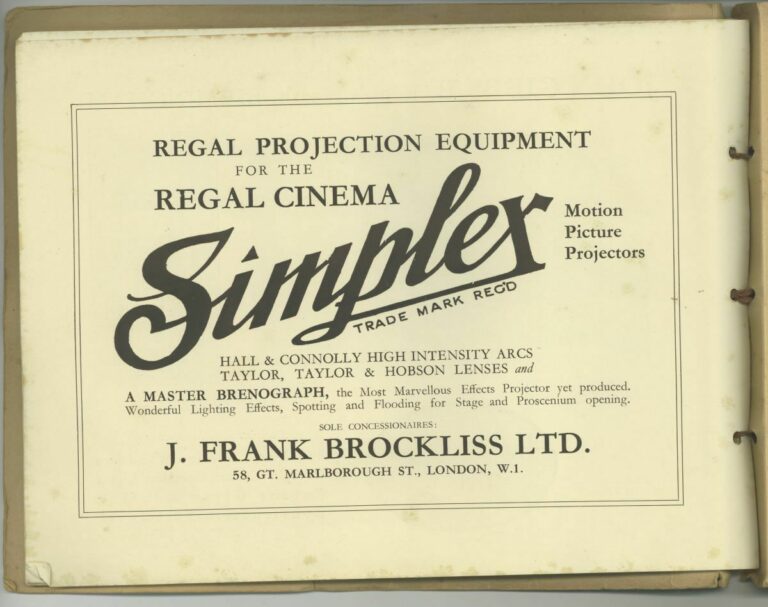 REGAL PROJECTION EQUIPMENT
FOR THE
REGAL CINEMA
Simplex
TRADE MARK REG'D
Motion
Picture
Projectors
HALL & CONNOLLY HIGH INTENSITY ARCS
TAYLOR, TAYLOR & HOBSON LENSES and
A MASTER BRENOGRAPH, the Most Marvellous Effects Projector yet produced.
Wonderful Lighting Effects, Spotting and Flooding for Stage and Proscenium opening.
SOLE CONCESSIONAIRES:
J. FRANK BROCKLISS LTD.
58, GT. MARLBOROUGH ST., LONDON, W.1.